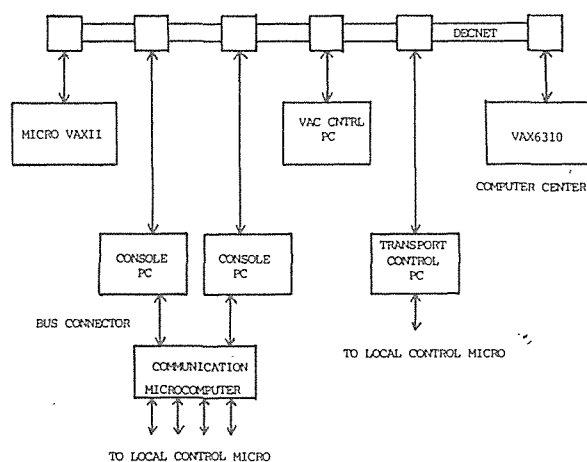 DECNET
MICRO VAXII
VAC CNTRL
PC
VAX6310
COMPUTER CENTER
CONSOLE
PC
CONSOLE
PC
TRANSPORT
CONTROL
PC
BUS CONNECTOR
COMMUNICATION
MICROCOMPUTER
TO LOCAL CONTROL MICRO
TO LOCAL CONTROL MICRO